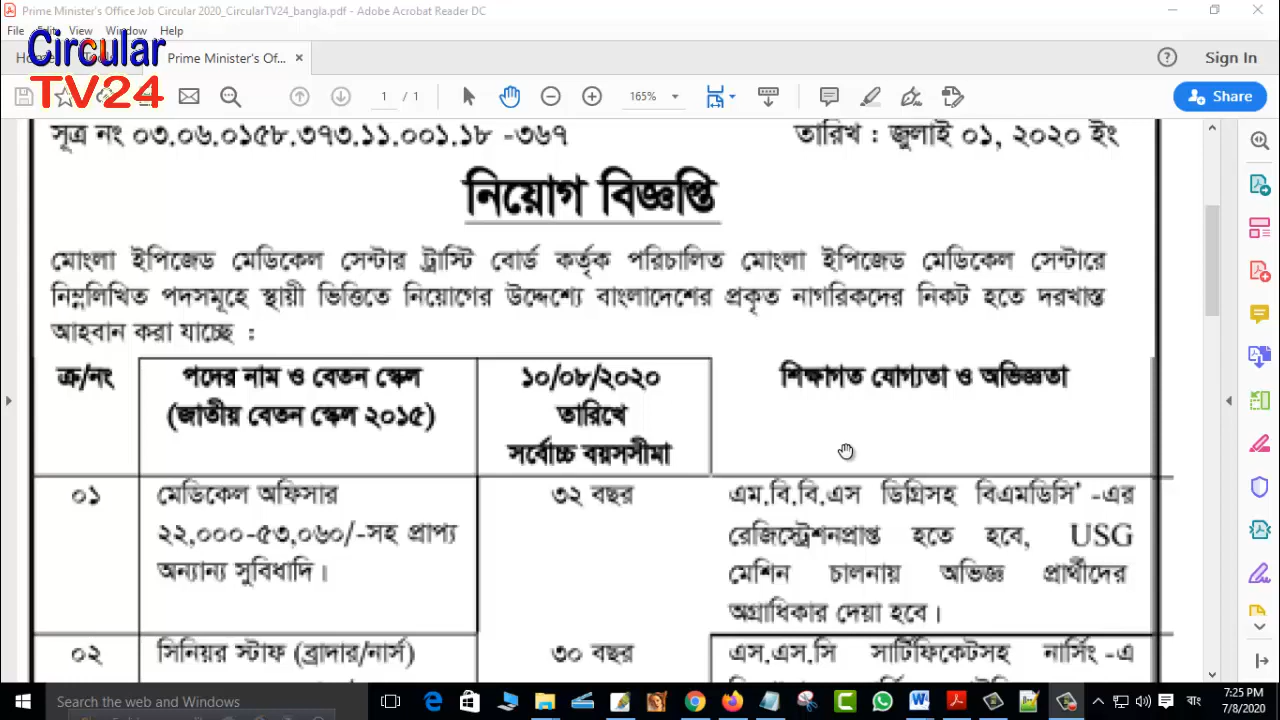 Prime Minister's Office Job Circular 2020_CircularTV24_bangla.pdf - Adobe Acrobat Reader DC
File Edit View Window Help
Circular
TV24
Prime Minister's Of... ×
Sign In
1 / 1
165%
Share
সূত্র নং ০৩.০৬.০১৫৮.৩৭৩.১১.০০১.১৮ -৩৬৭
তারিখ : জুলাই ০১, ২০২০ ইং
নিয়োগ বিজ্ঞপ্তি
মোংলা ইপিজেড মেডিকেল সেন্টার ট্রাস্টি বোর্ড কর্তৃক পরিচালিত মোংলা ইপিজেড মেডিকেল সেন্টারে
নিম্নলিখিত পদসমূহে স্থায়ী ভিত্তিতে নিয়োগের উদ্দেশ্যে বাংলাদেশের প্রকৃত নাগরিকদের নিকট হতে দরখাস্ত
আহবান করা যাচ্ছে :
ক্র/নং
পদের নাম ও বেতন স্কেল
(জাতীয় বেতন স্কেল ২০১৫)
১০/০৮/২০২০
তারিখে
সর্বোচ্চ বয়সসীমা
শিক্ষাগত যোগ্যতা ও অভিজ্ঞতা
০১
মেডিকেল অফিসার
২২,০০০-৫৩,০৬০/-সহ প্রাপ্য
অন্যান্য সুবিধাদি।
৩২ বছর
এম.বি.বি.এস ডিগ্রিসহ বিএমডিসি' -এর
রেজিস্ট্রেশনপ্রাপ্ত হতে হবে, USG
মেশিন চালনায় অভিজ্ঞ প্রার্থীদের
অগ্রাধিকার দেয়া হবে।
০২
সিনিয়র স্টাফ (ব্রাদার/নার্স)
৩০ বছর
এস.এস.সি সার্টিফিকেটসহ নার্সিং -এ
Search the web and Windows
বাং
7:25 PM
7/8/2020